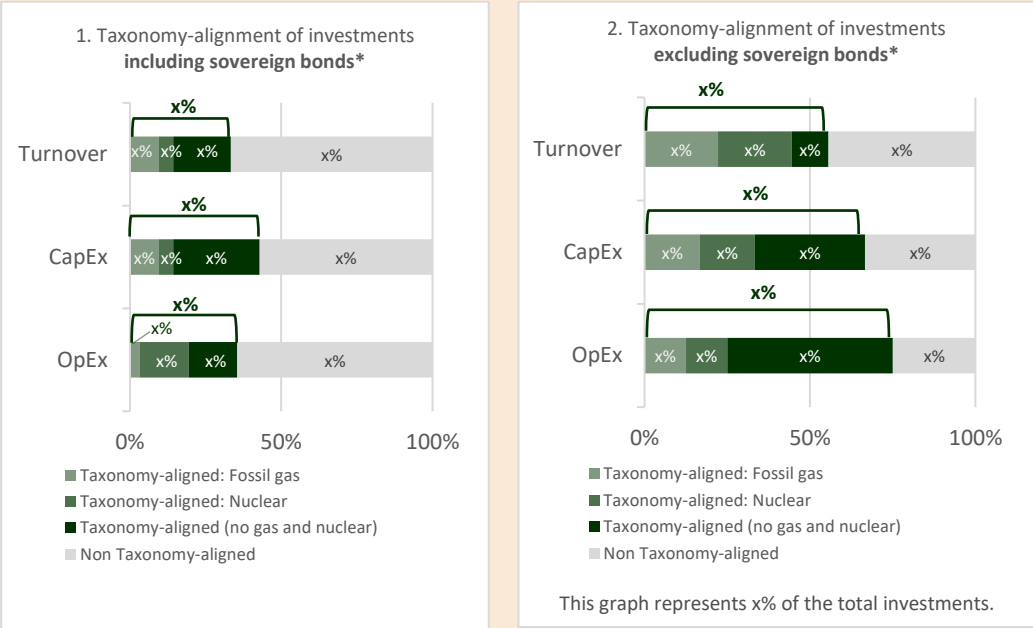 1. Taxonomy-alignment of investments
including sovereign bonds*
x%
Turnover
x%
x%
x%
x%
x%
CapEx
x%
x%
x%
x%
x%
x%
OpEx
x%
x%
x%
0%
50%
100%
Taxonomy-aligned: Fossil gas
Taxonomy-aligned: Nuclear
Taxonomy-aligned (no gas and nuclear)
Non Taxonomy-aligned
2. Taxonomy-alignment of investments
excluding sovereign bonds*
x%
Turnover
x%
x%
x%
x%
x%
CapEx
x%
x%
x%
x%
x%
OpEx
x%
x%
x%
x%
0%
50%
100%
Taxonomy-aligned: Fossil gas
Taxonomy-aligned: Nuclear
Taxonomy-aligned (no gas and nuclear)
Non Taxonomy-aligned
This graph represents x% of the total investments.